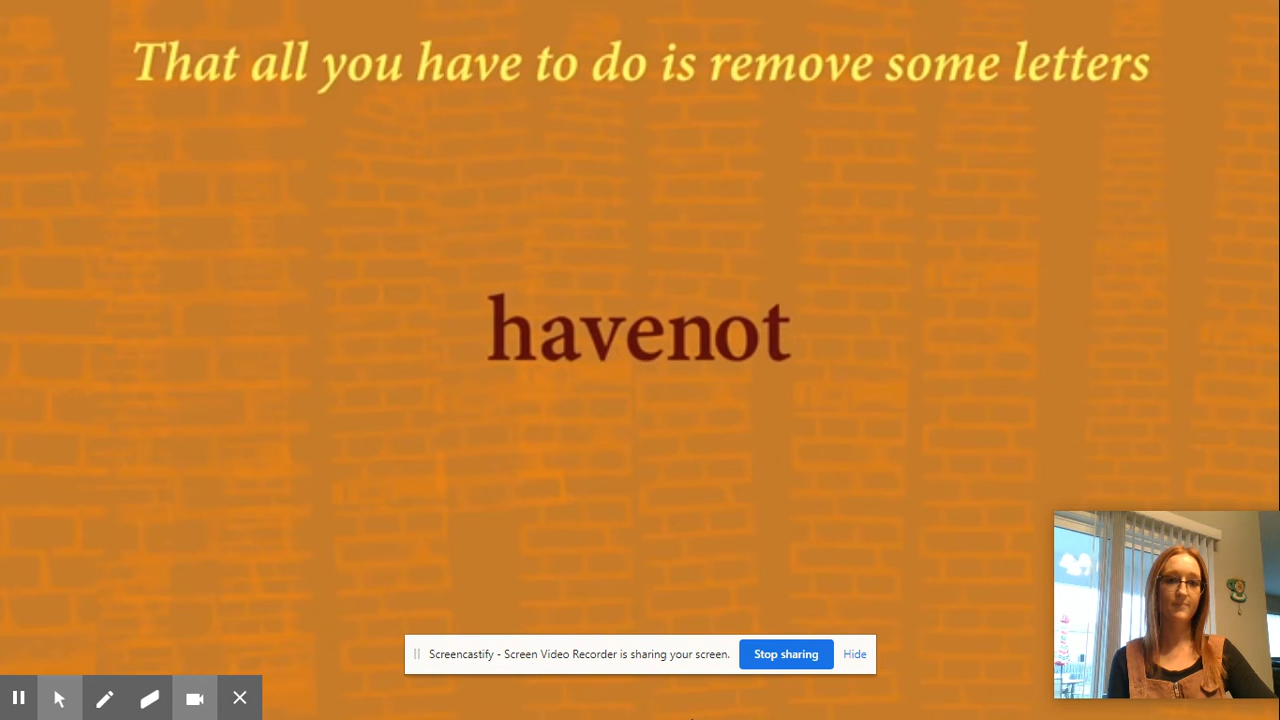 That all you have to do is remove some letters
havenot
Screencastify - Screen Video Recorder is sharing your screen. Stop sharing Hide